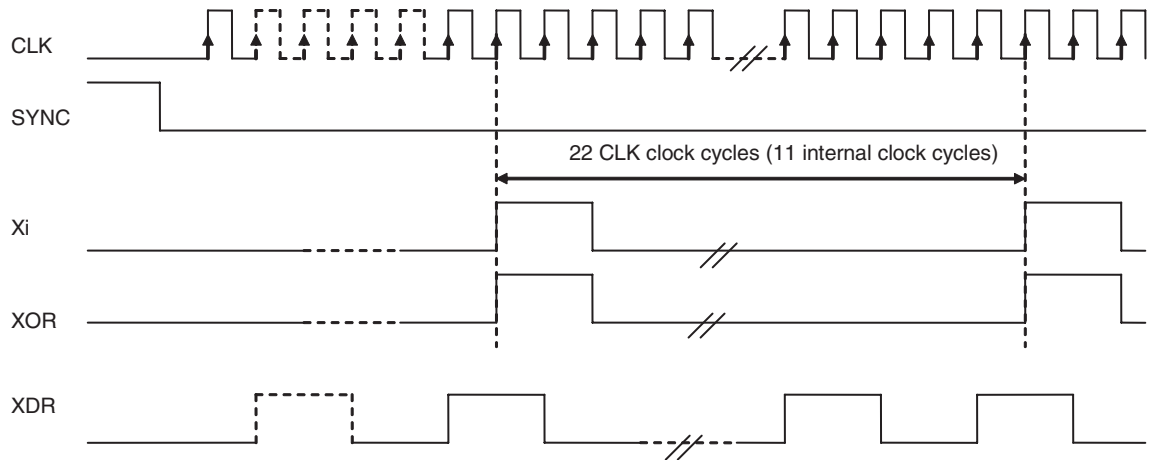 CLK
SYNC
22 CLK clock cycles (11 internal clock cycles)
Xi
XOR
XDR